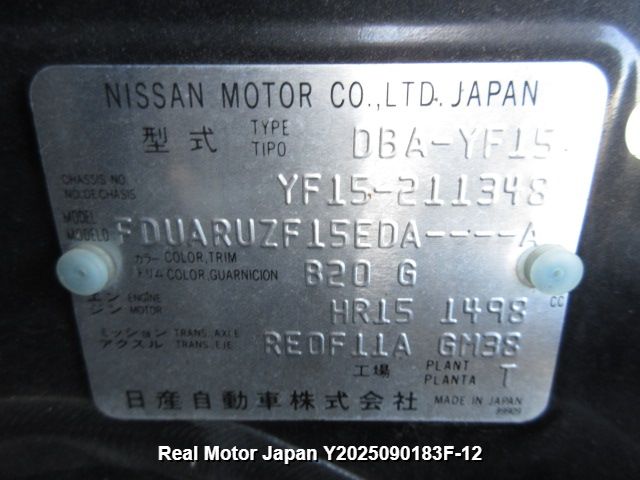 NISSAN MOTOR CO.,LTD. JAPAN
型式 TYPE TIPO DBA-YF15
CHASSIS NO. NO.DE.CHASIS YF15-211348
MODEL MODELO FDUARUZF15EDA----A
カラー COLOR,TRIM トリム COLOR,GUARNICION B20 G
エンジン ENGINE MOTOR HR15 1498 CC
ミッション TRANS. AXLE アクスル TRANS. EJE RE0F11A GM38
工場 PLANT PLANTA T
日産自動車株式会社 MADE IN JAPAN
Real Motor Japan Y2025090183F-12